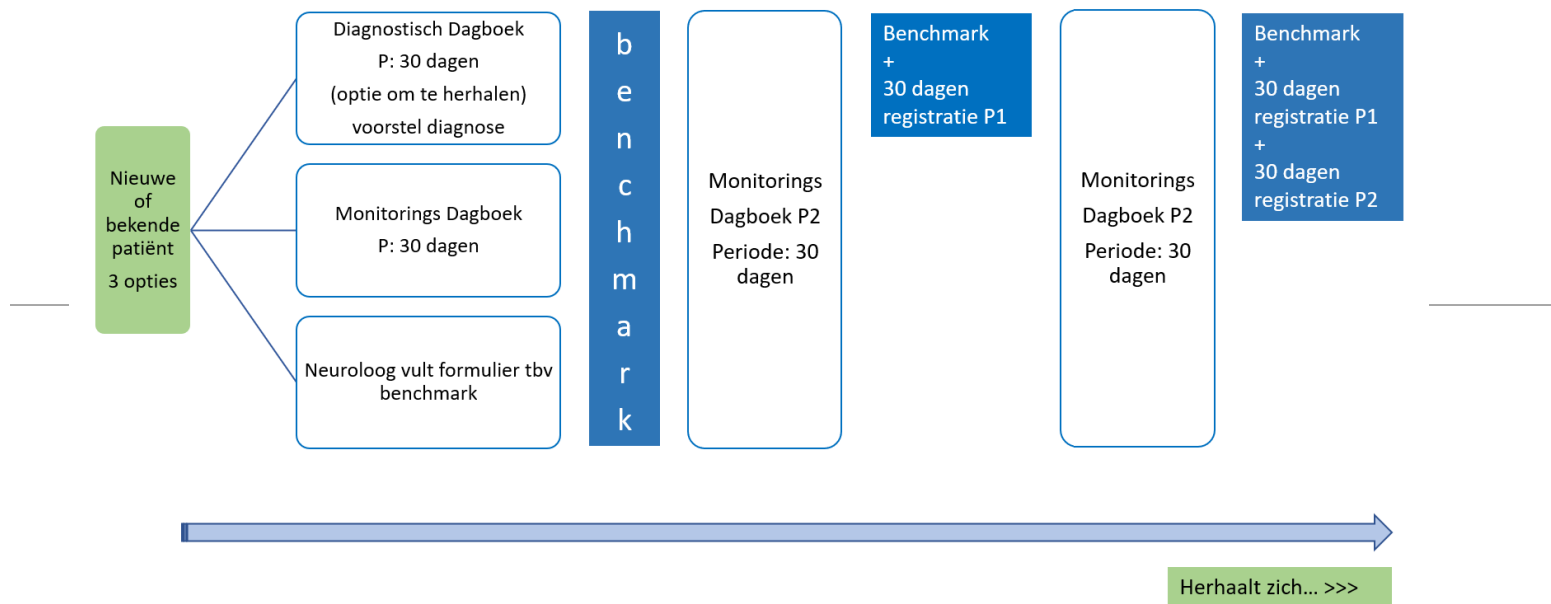 Nieuwe
of
bekende
patiënt
3 opties
Diagnostisch Dagboek
P: 30 dagen
(optie om te herhalen)
voorstel diagnose
Monitorings Dagboek
P: 30 dagen
Neuroloog vult formulier tbv
benchmark
b
e
n
c
h
m
a
r
k
Monitorings
Dagboek P2
Periode: 30
dagen
Benchmark
+
30 dagen
registratie P1
Monitorings
Dagboek P2
Periode: 30
dagen
Benchmark
+
30 dagen
registratie P1
+
30 dagen
registratie P2
Herhaalt zich... >>>